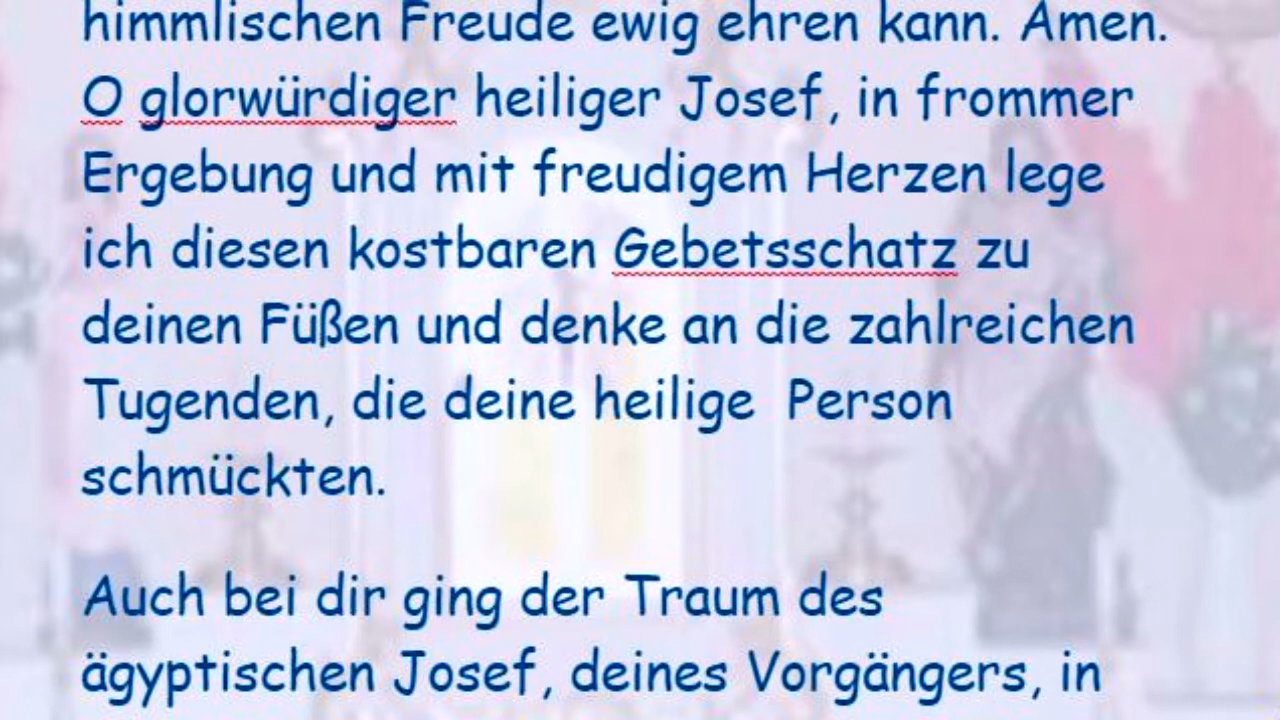 himmlischen Freude ewig ehren kann. Amen.
O glorwürdiger heiliger Josef, in frommer
Ergebung und mit freudigem Herzen lege
ich diesen kostbaren Gebetsschatz zu
deinen Füßen und denke an die zahlreichen
Tugenden, die deine heilige  Person
schmückten.
Auch bei dir ging der Traum des
ägyptischen Josef, deines Vorgängers, in